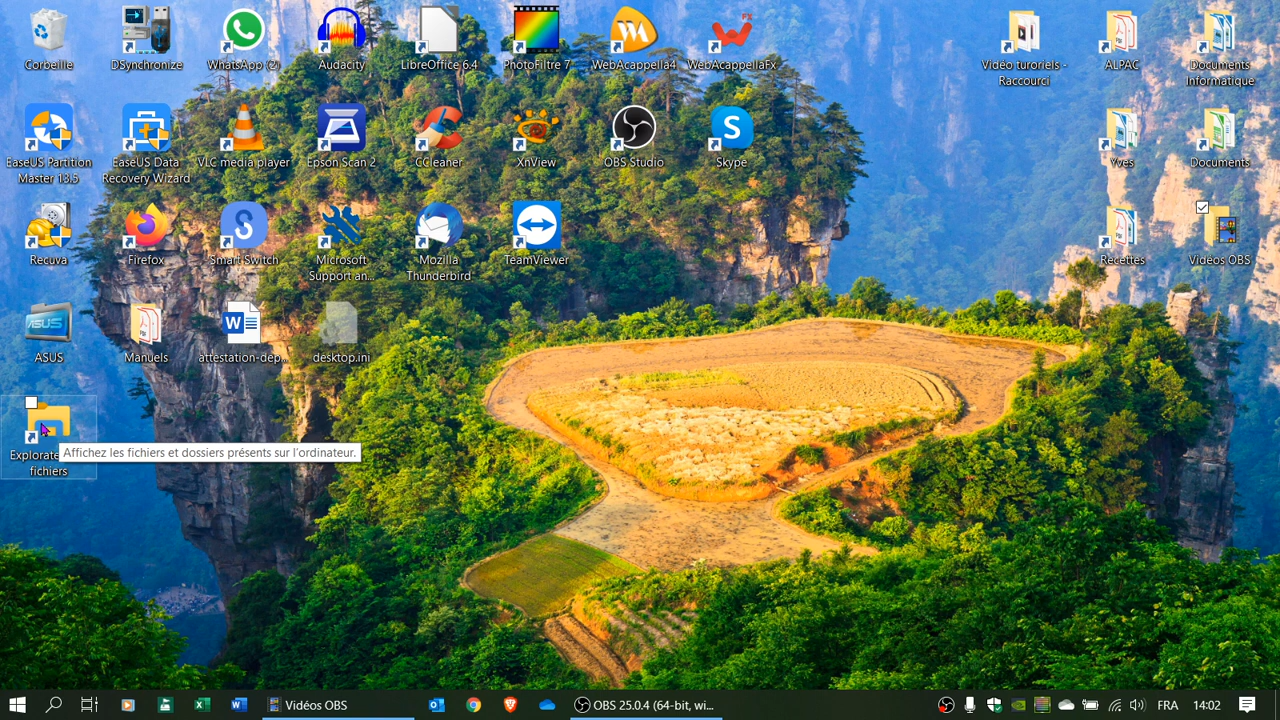 Corbeille
DSynchronize
WhatsApp (2)
Audacity
LibreOffice 6.4
PhotoFiltre 7
WebAcappella4
WebAcappellaFx
Vidéo turoriels -
Raccourci
ALPAC
Documents
Informatique
EaseUS Partition
Master 13.5
EaseUS Data
Recovery Wizard
VLC media player
Epson Scan 2
CCleaner
XnView
OBS Studio
Skype
Yves
Documents
Recuva
Firefox
Smart Switch
Microsoft
Support an...
Mozilla
Thunderbird
TeamViewer
Recettes
Vidéos OBS
ASUS
Manuels
attestation-dep...
desktop.ini
Affichez les fichiers et dossiers présents sur l'ordinateur.
fichiers
Vidéos OBS
OBS 25.0.4 (64-bit, wi...
FRA
14:02